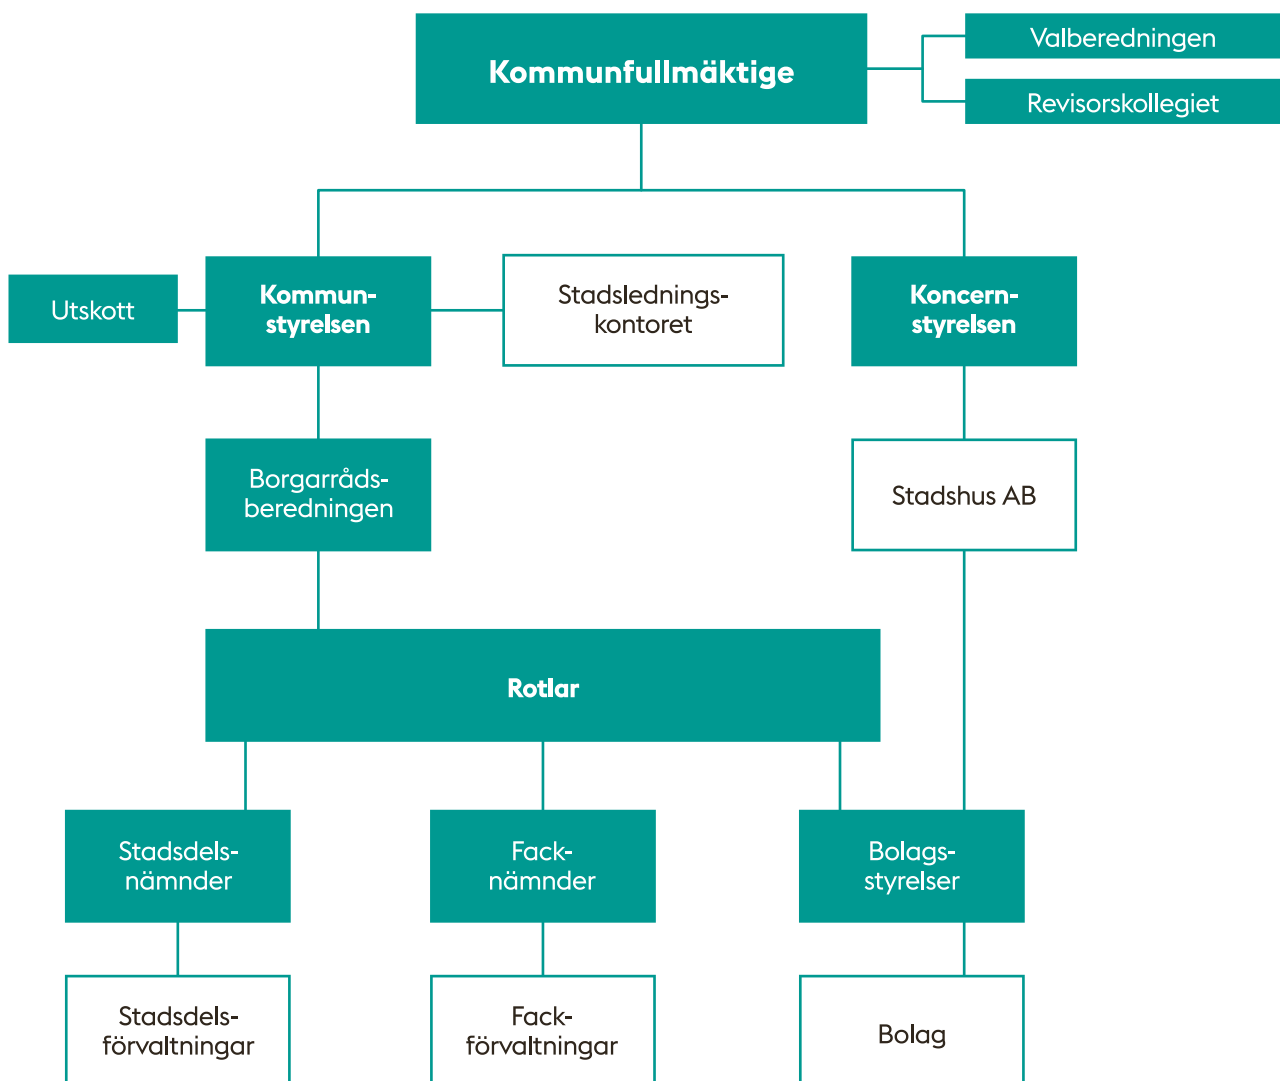 Kommunfullmäktige
Valberedningen
Revisorskollegiet
Utskott
Kommun-
styrelsen
Stadslednings-
kontoret
Koncern-
styrelsen
Borgarråds-
beredningen
Stadshus AB
Rotlar
Stadsdels-
nämnder
Fack-
nämnder
Bolags-
styrelser
Stadsdels-
förvaltningar
Fack-
förvaltningar
Bolag